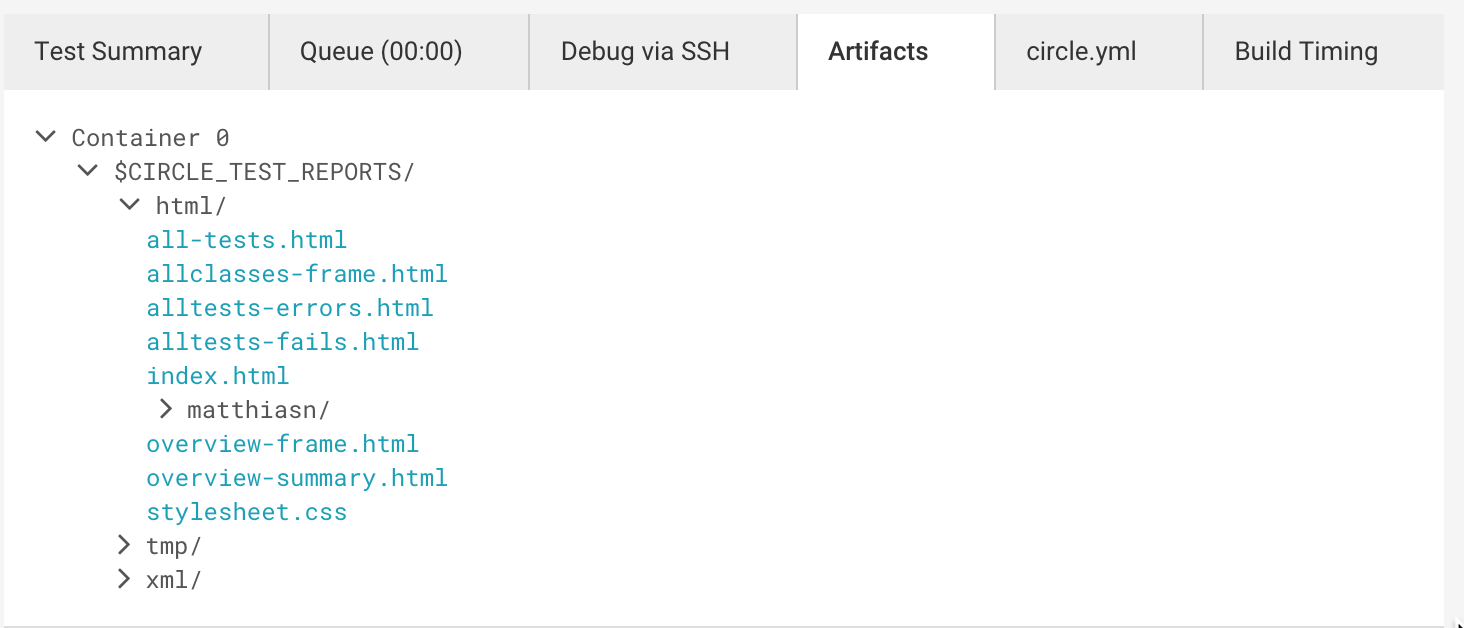 Test Summary Queue (00:00) Debug via SSH Artifacts circle.yml Build Timing
Container 0
$CIRCLE_TEST_REPORTS/
html/
all-tests.html
allclasses-frame.html
alltests-errors.html
alltests-fails.html
index.html
matthiasn/
overview-frame.html
overview-summary.html
stylesheet.css
tmp/
xml/